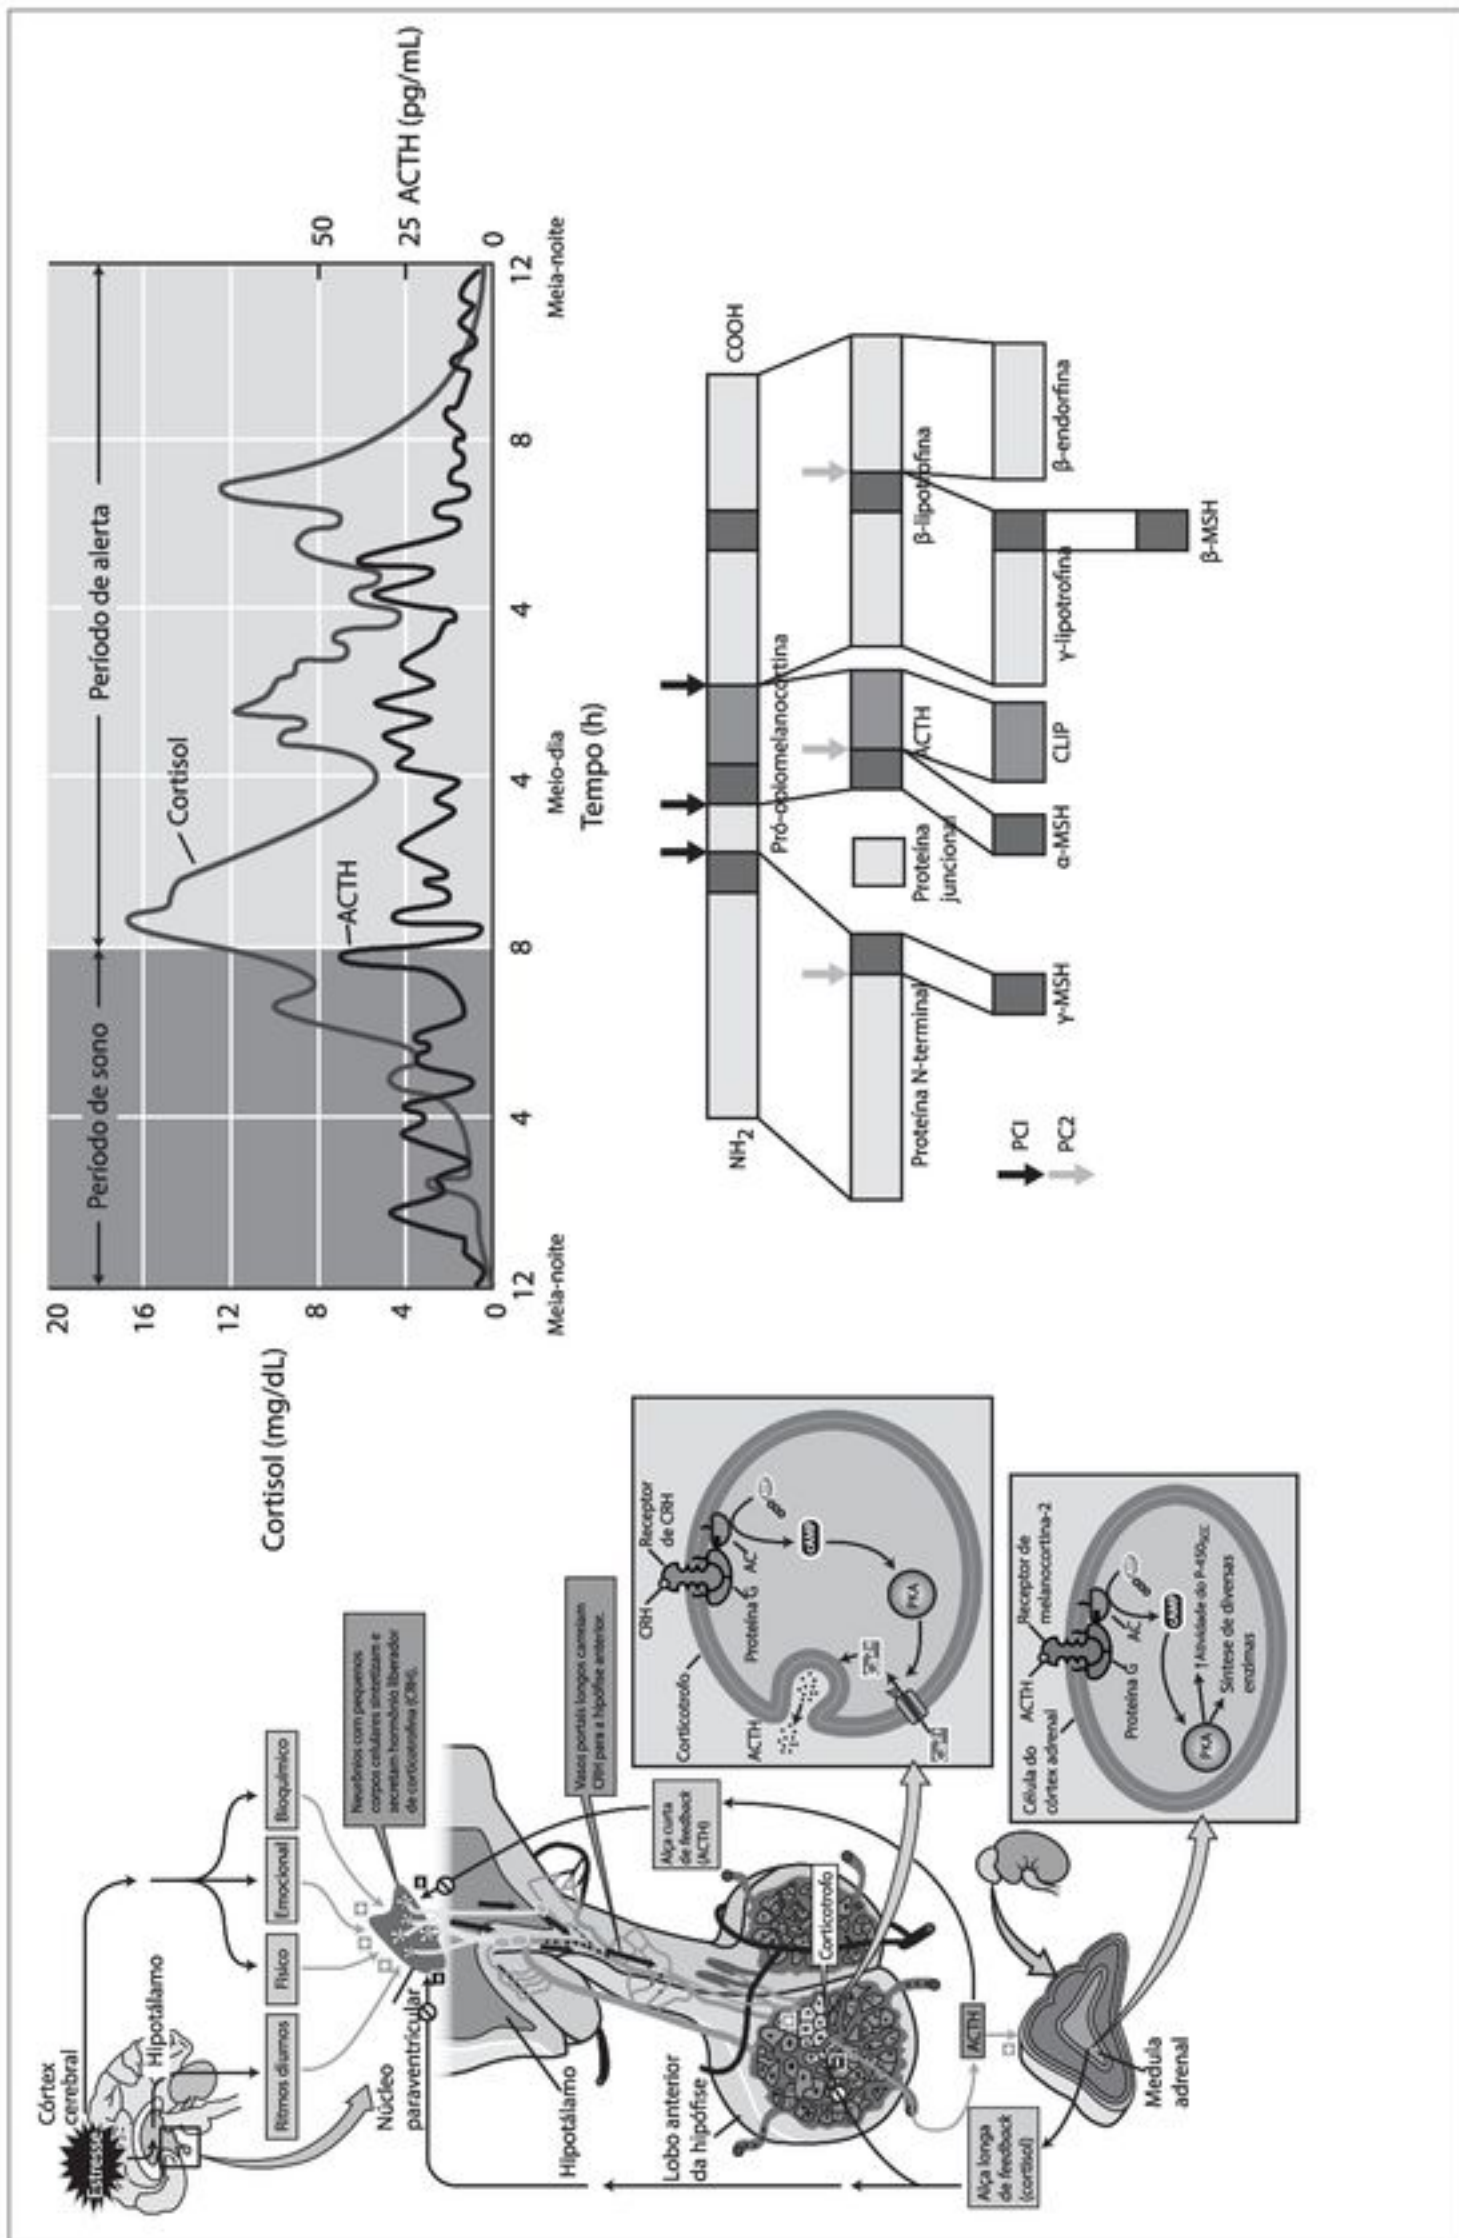 Estresse
Córtex
cerebral
Hipotálamo
Ritmos diurnos
Físico
Emocional
Bioquímico
Neurônios com pequenos
corpos celulares sintetizam e
secretam hormônio liberador
de corticotrofina (CRH).
Núcleo
paraventricular
Hipotálamo
Vasos portais longos carreiam
CRH para a hipófise anterior.
Lobo anterior
da hipófise
Alça curta
de feedback
(ACTH)
Corticotrofo
ACTH
Alça longa
de feedback
(cortisol)
Medula
adrenal
CRH
Receptor
de CRH
Corticotrofo
Proteína G
AC
cAMP
PKA
ACTH
Célula do
córtex adrenal
ACTH
Receptor de
melanocortina-2
Proteína G
AC
cAMP
PKA
↑Atividade do P-450SCC
Síntese de diversas
enzimas
Cortisol (mg/dL)
20
16
12
8
4
0
Período de sono
Período de alerta
Cortisol
ACTH
50
25
0
ACTH (pg/mL)
12
4
8
4
4
8
12
Meia-noite
Meio-dia
Meia-noite
Tempo (h)
NH2
COOH
Pró-opiomelanocortina
Proteína N-terminal
Proteína
juncional
ACTH
β-lipotrofina
γ-MSH
α-MSH
CLIP
γ-lipotrofina
β-endorfina
β-MSH
PCI
PC2